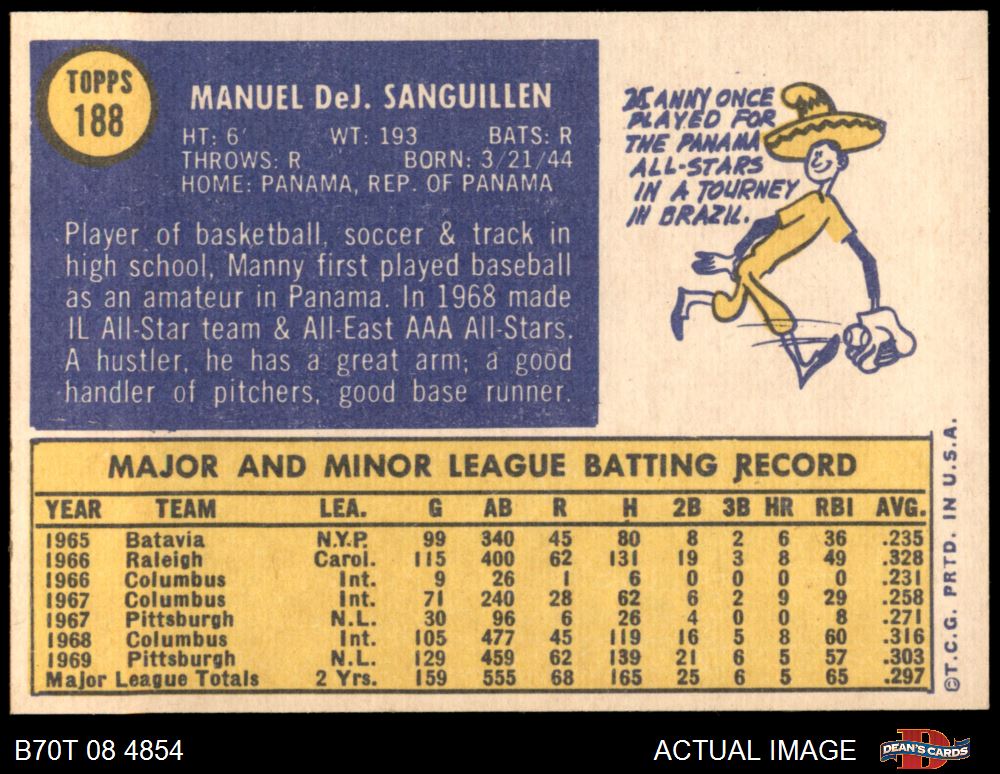 TOPPS
188
MANUEL DeJ. SANGUILLEN
HT: 6' WT: 193 BATS: R
THROWS: R BORN: 3/21/44
HOME: PANAMA, REP. OF PANAMA
Player of basketball, soccer & track in
high school, Manny first played baseball
as an amateur in Panama. In 1968 made
IL All-Star team & All-East AAA All-Stars.
A hustler, he has a great arm; a good
handler of pitchers, good base runner.
MANNY ONCE
PLAYED FOR
THE PANAMA
ALL-STARS
IN A TOURNEY
IN BRAZIL.
MAJOR AND MINOR LEAGUE BATTING RECORD
YEAR TEAM LEA. G AB R H 2B 3B HR RBI AVG.
1965 Batavia N.Y.P. 99 340 45 80 8 2 6 36 .235
1966 Raleigh Carol. 115 400 62 131 19 3 8 49 .328
1966 Columbus Int. 9 26 1 6 0 0 0 0 .231
1967 Columbus Int. 71 240 28 62 6 2 9 29 .258
1967 Pittsburgh N.L. 30 96 6 26 4 0 0 8 .271
1968 Columbus Int. 105 477 45 119 16 5 8 60 .316
1969 Pittsburgh N.L. 129 459 62 139 21 6 5 57 .303
Major League Totals 2 Yrs. 159 555 68 165 25 6 5 65 .297
©T.C.G. PRTD. IN U.S.A.
B70T 08 4854 ACTUAL IMAGE
DEAN'S CARDS